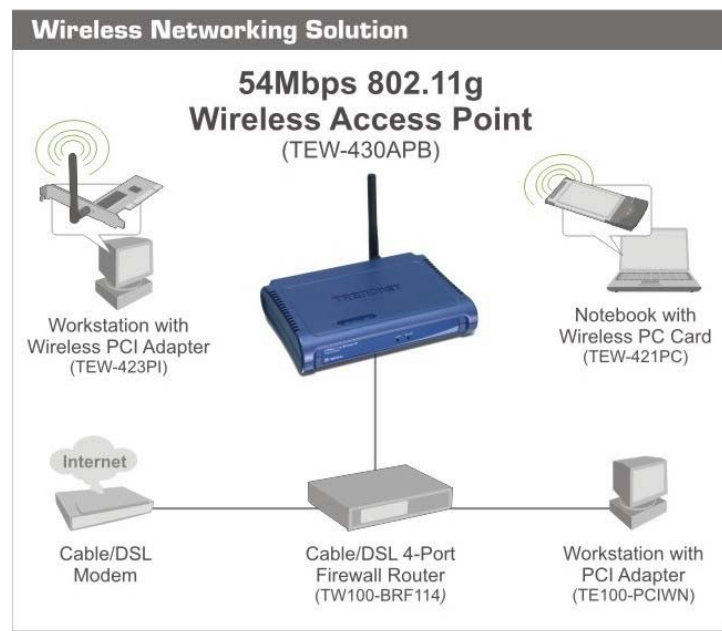 Wireless Networking Solution
54Mbps 802.11g
Wireless Access Point
(TEW-430APB)
TRENDNET
Workstation with
Wireless PCI Adapter
(TEW-423PI)
Notebook with
Wireless PC Card
(TEW-421PC)
Internet
Cable/DSL
Modem
Cable/DSL 4-Port
Firewall Router
(TW100-BRF114)
Workstation with
PCI Adapter
(TE100-PCIWN)